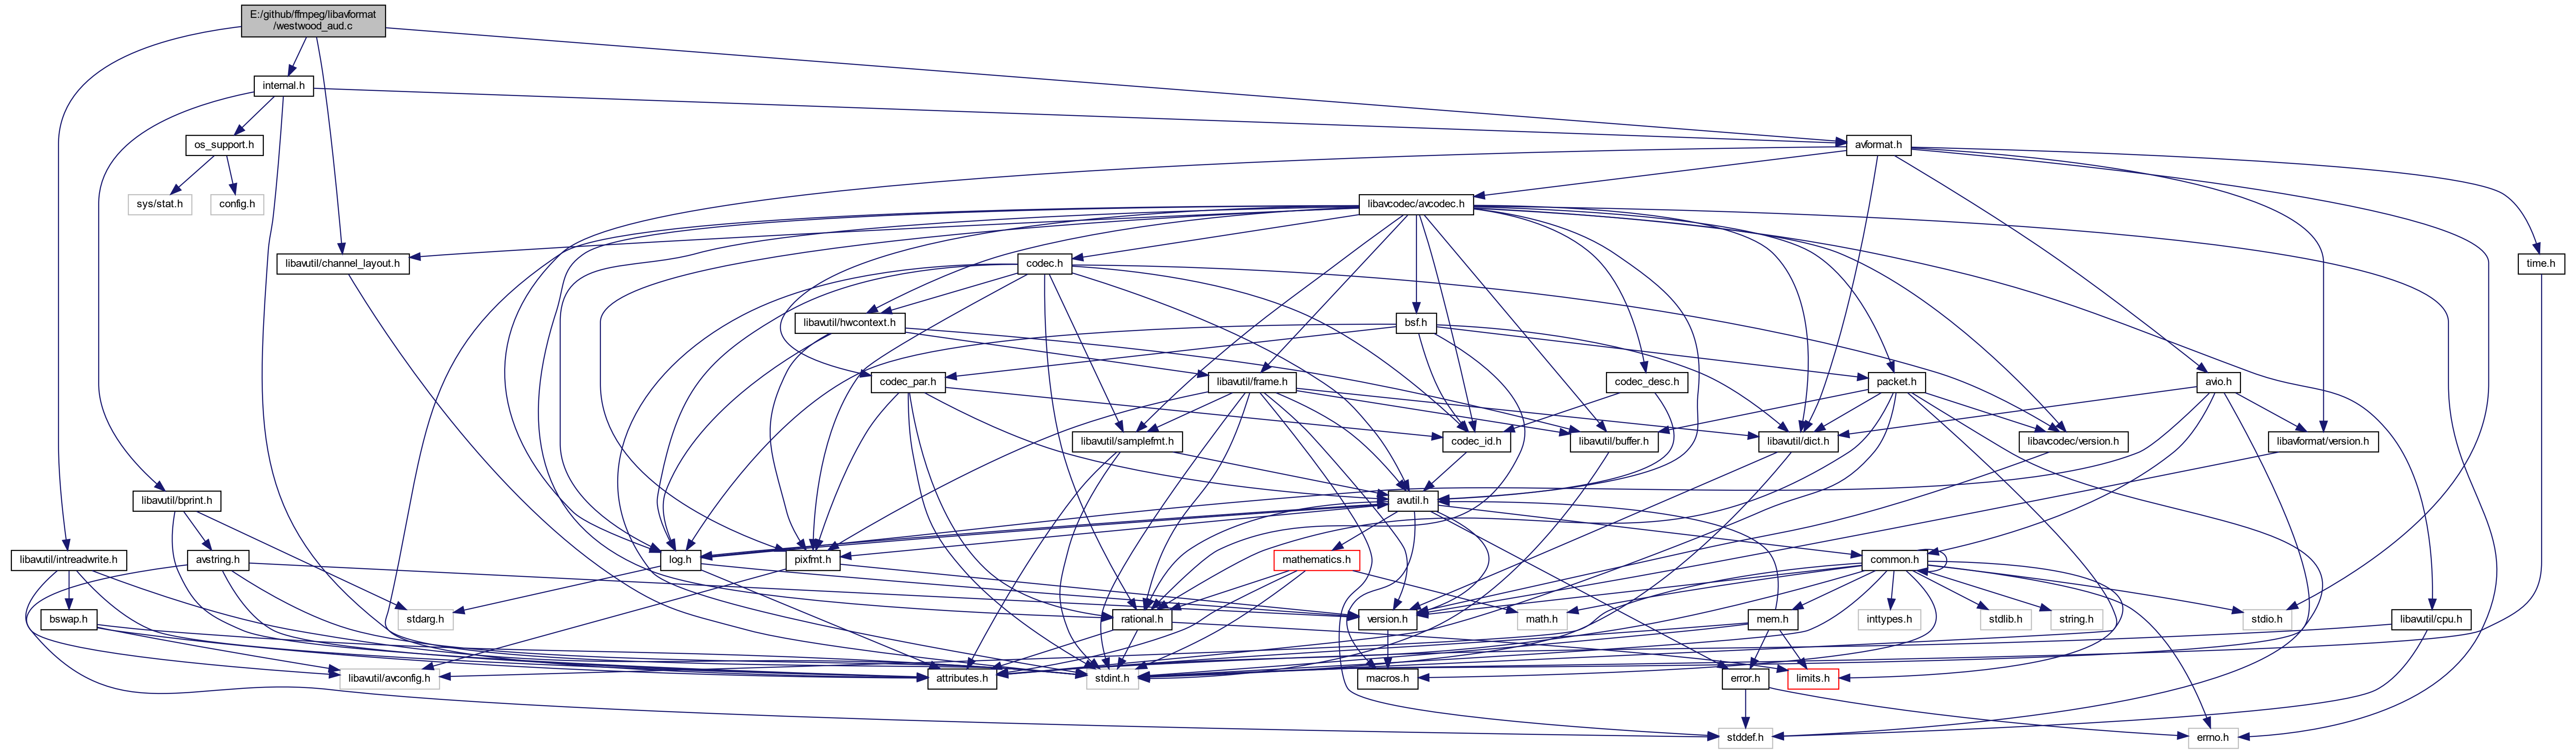 E:/github/ffmpeg/libavformat
/westwood_aud.c
internal.h
os_support.h
avformat.h
sys/stat.h
config.h
libavcodec/avcodec.h
libavutil/channel_layout.h
codec.h
time.h
libavutil/hwcontext.h
bsf.h
codec_par.h
libavutil/frame.h
codec_desc.h
packet.h
avio.h
libavutil/samplefmt.h
codec_id.h
libavutil/buffer.h
libavutil/dict.h
libavcodec/version.h
libavformat/version.h
libavutil/bprint.h
avutil.h
libavutil/intreadwrite.h
avstring.h
log.h
pixfmt.h
mathematics.h
common.h
bswap.h
stdarg.h
rational.h
version.h
math.h
mem.h
inttypes.h
stdlib.h
string.h
stdio.h
libavutil/cpu.h
libavutil/avconfig.h
attributes.h
stdint.h
macros.h
error.h
limits.h
stddef.h
errno.h